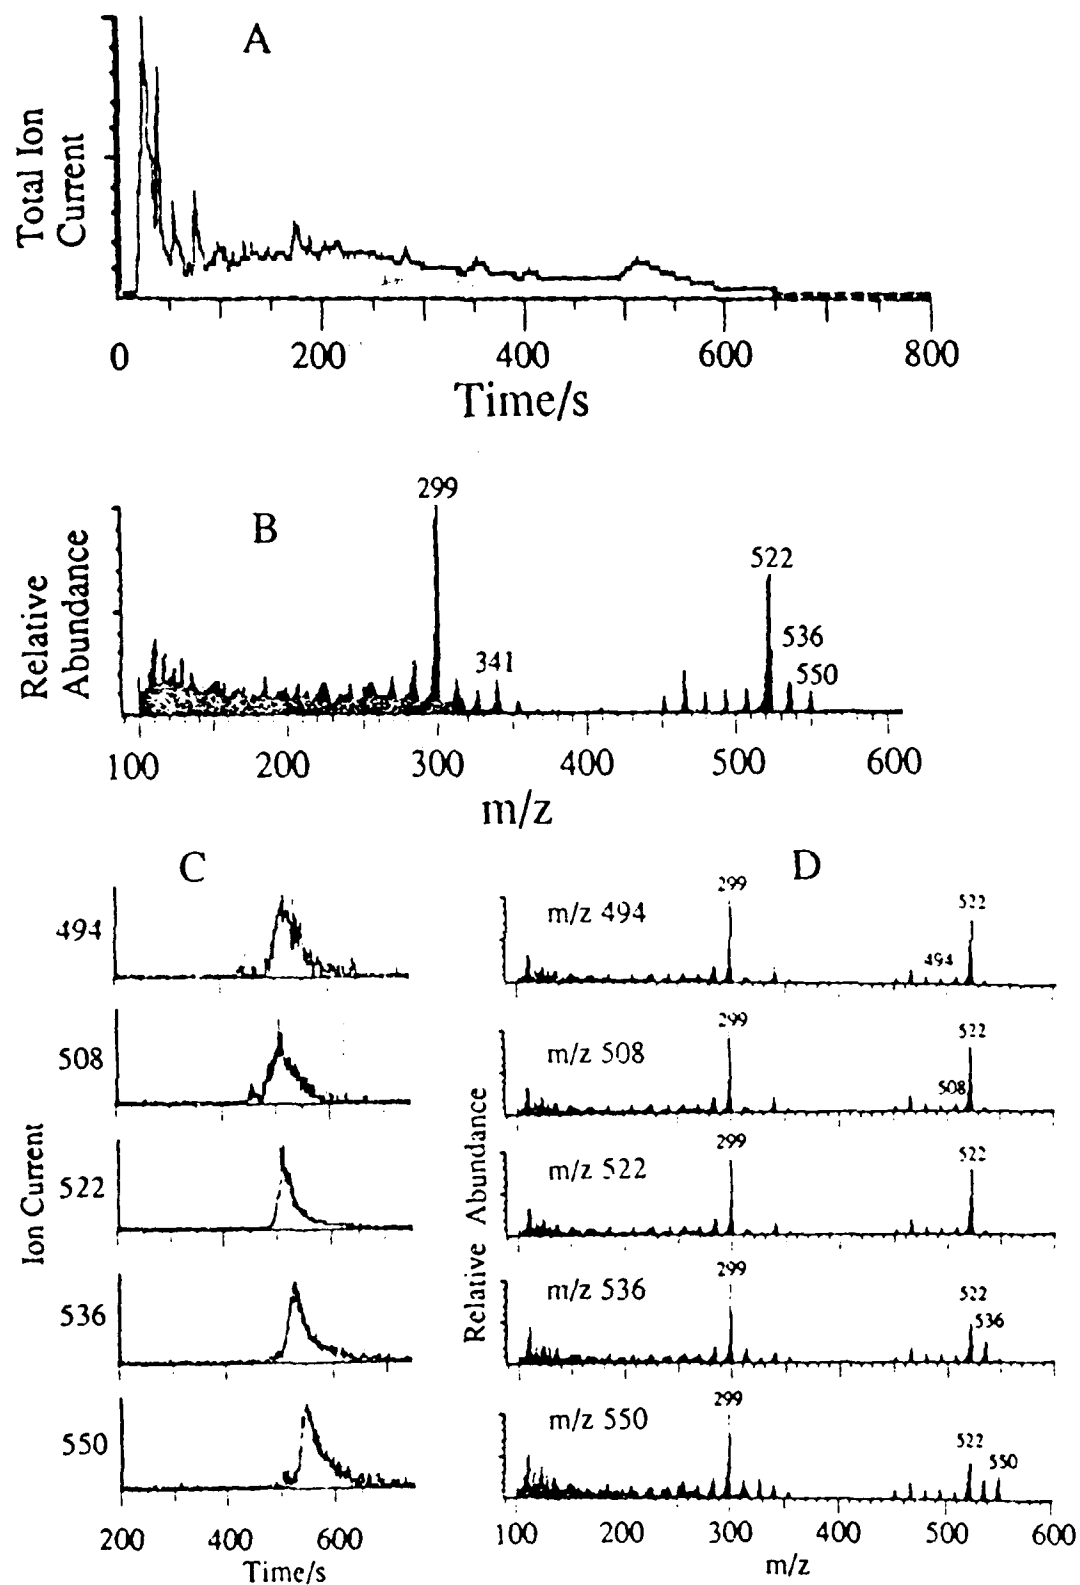 A
Total Ion
Current
0 200 400 600 800
Time/s
B
299
522
536
550
341
Relative
Abundance
100 200 300 400 500 600
m/z
C
494
508
522
536
550
Ion Current
200 400 600
Time/s
D
299
522
m/z 494
494
299
522
m/z 508
508
299
522
m/z 522
299
522
m/z 536
536
299
m/z 550
522
550
Relative Abundance
100 200 300 400 500 600
m/z